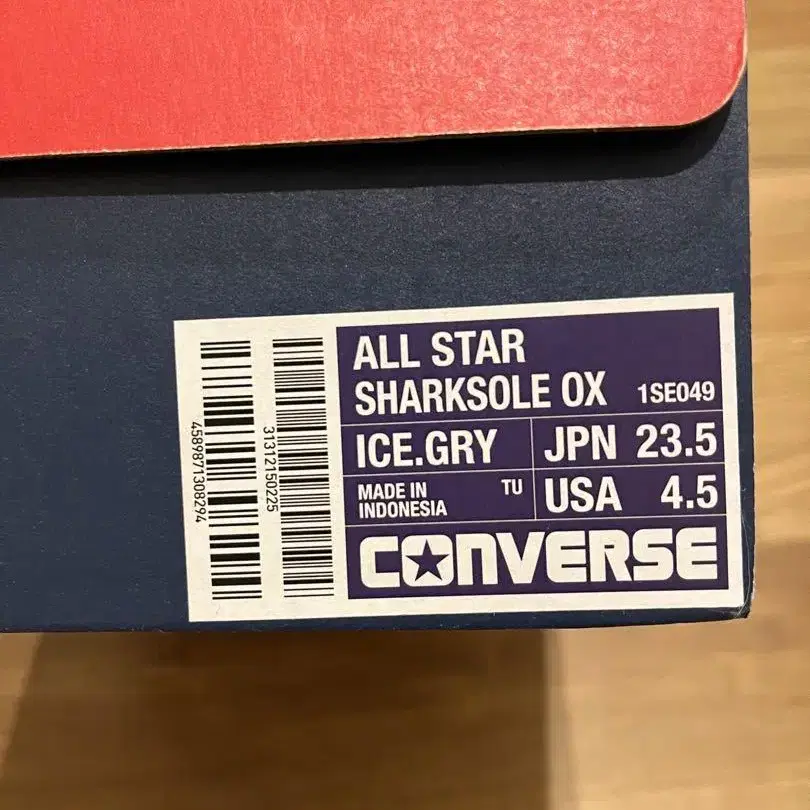 4589871308294
31312150225
ALL STAR
SHARKSOLE OX 1SE049
ICE.GRY JPN 23.5
MADE IN INDONESIA TU USA 4.5
CONVERSE